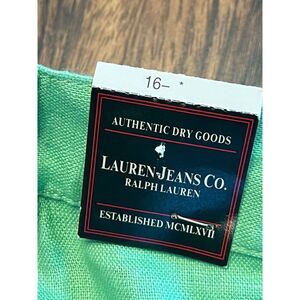 16– *
AUTHENTIC DRY GOODS
LAUREN JEANS CO.
RALPH LAUREN
ESTABLISHED MCMLXVII